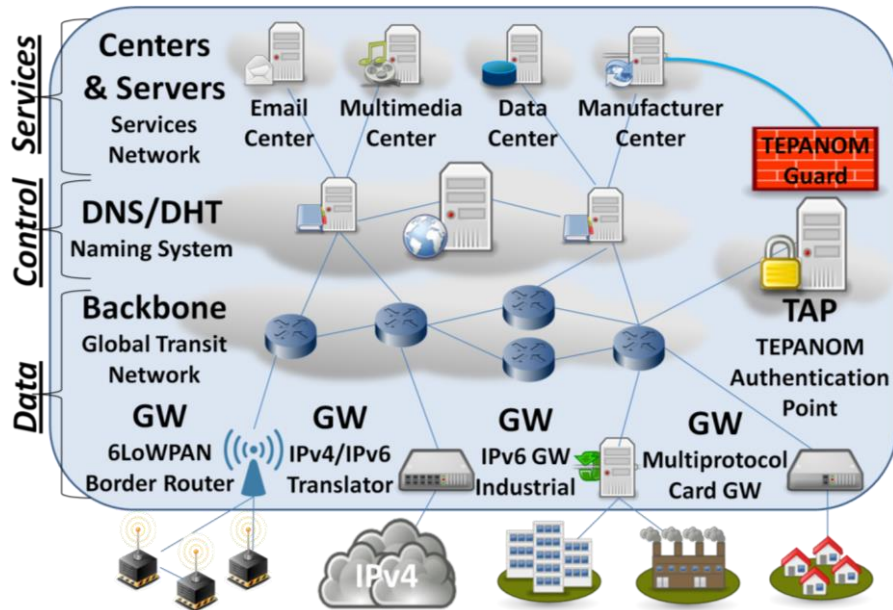 Services
Control
Data
Centers
& Servers
Services
Network
Email
Center
Multimedia
Center
Data
Center
Manufacturer
Center
TEPANOM
Guard
DNS/DHT
Naming System
Backbone
Global Transit
Network
TAP
TEPANOM
Authentication
Point
GW
6LoWPAN
Border Router
GW
IPv4/IPv6
Translator
GW
IPv6 GW
Industrial
GW
Multiprotocol
Card GW
IPv4